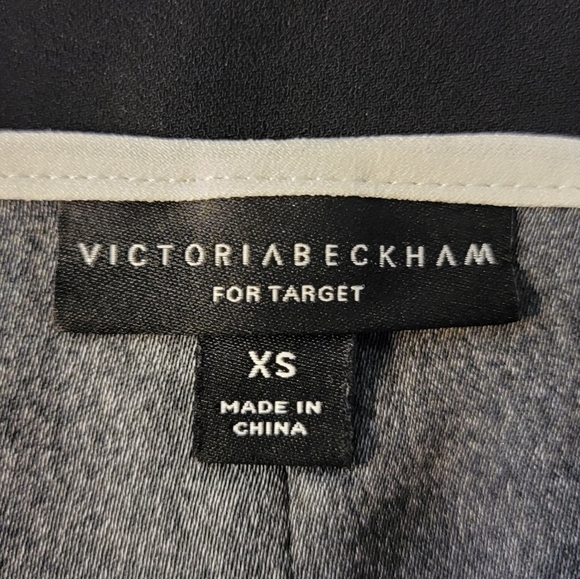 VICTORIABECKHAM
FOR TARGET
XS
MADE IN
CHINA